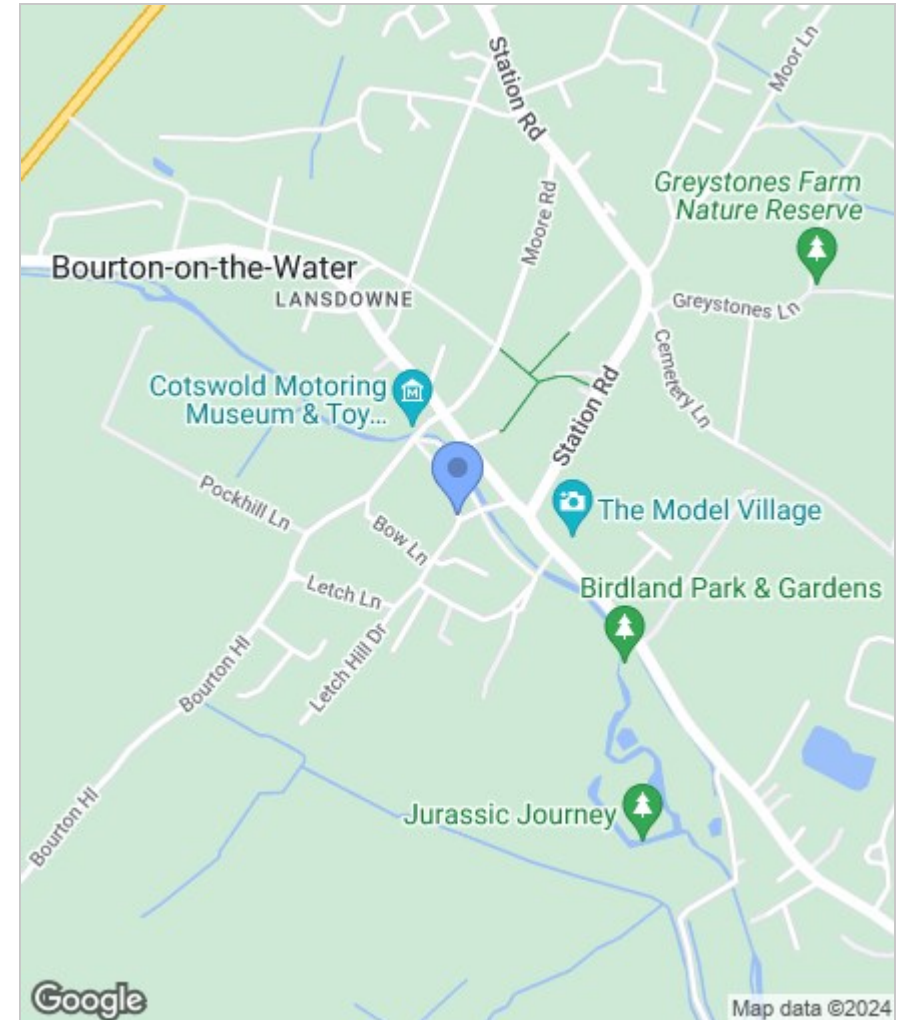 Station Rd
Moor Ln
Greystones Farm
Nature Reserve
Moore Rd
Bourton-on-the-Water
LANSDOWNE
Greystones Ln
Cemetery Ln
Cotswold Motoring
Museum & Toy...
M
Station Rd
Pockhill Ln
The Model Village
Bow Ln
Birdland Park & Gardens
Letch Ln
Letch Hill Dr
Bourton Hl
Jurassic Journey
Bourton Hl
Google
Map data ©2024